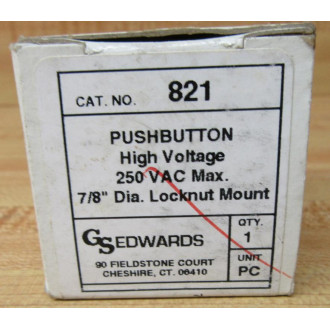 CAT. NO. 821
PUSHBUTTON
High Voltage
250 VAC Max.
7/8" Dia. Locknut Mount
GS EDWARDS
90 FIELDSTONE COURT
CHESHIRE, CT. 06410
QTY.
1
UNIT
PC